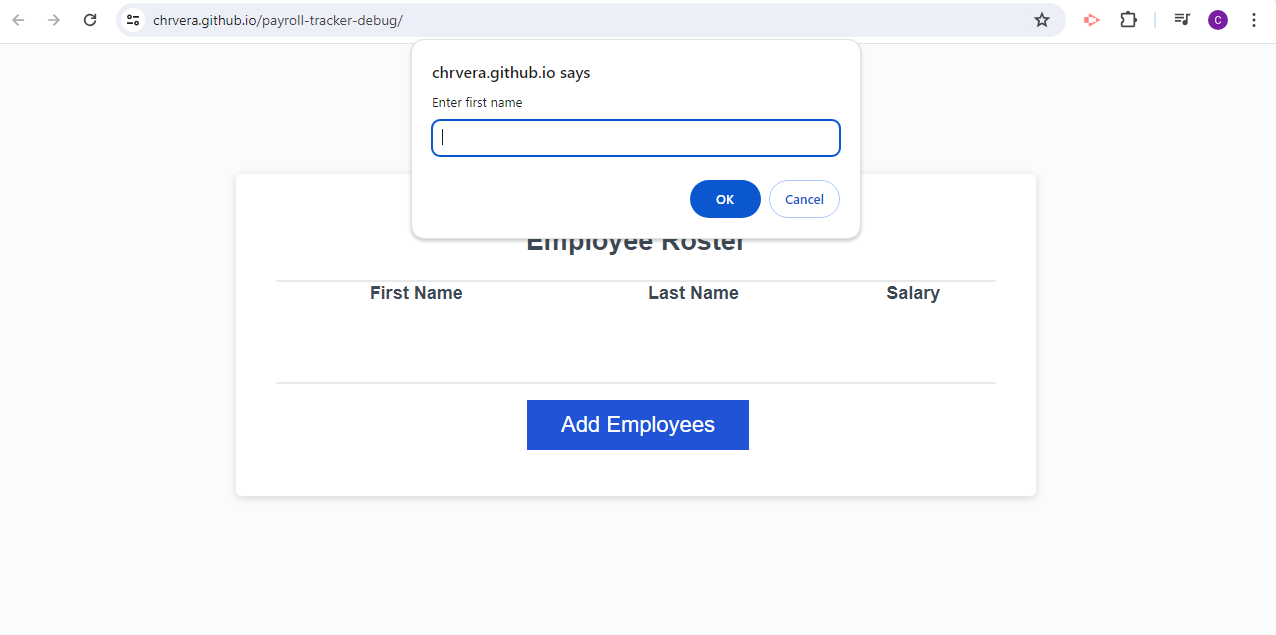 chrvera.github.io/payroll-tracker-debug/
C
chrvera.github.io says
Enter first name
OK Cancel
Employee Roster
First Name Last Name Salary
Add Employees